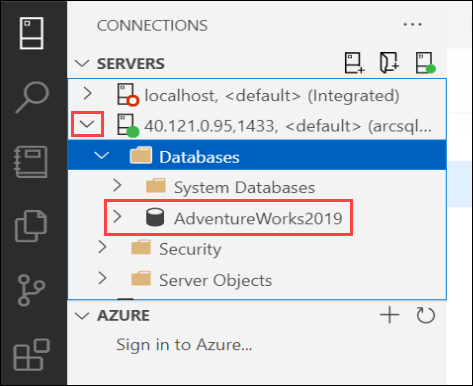 CONNECTIONS ...
SERVERS
localhost, <default> (Integrated)
40.121.0.95,1433, <default> (arcsql...
Databases
System Databases
AdventureWorks2019
Security
Server Objects
AZURE
Sign in to Azure...